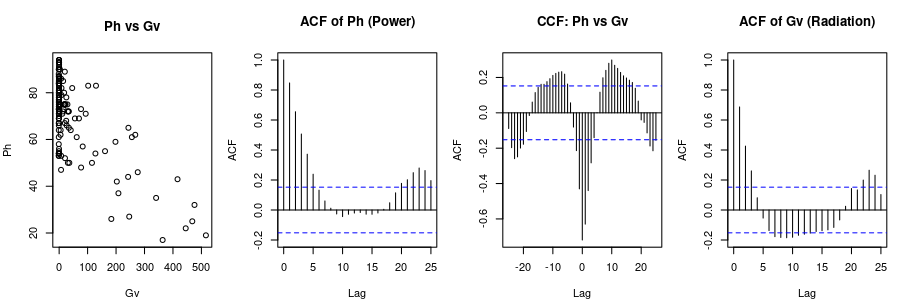 Ph vs Gv
Ph
20 40 60 80
0 100 200 300 400 500
Gv
ACF of Ph (Power)
ACF
-0.2 0.0 0.2 0.4 0.6 0.8 1.0
0 5 10 15 20 25
Lag
CCF: Ph vs Gv
ACF
-0.6 -0.4 -0.2 0.0 0.2
-20 -10 0 10 20
Lag
ACF of Gv (Radiation)
ACF
-0.2 0.0 0.2 0.4 0.6 0.8 1.0
0 5 10 15 20 25
Lag